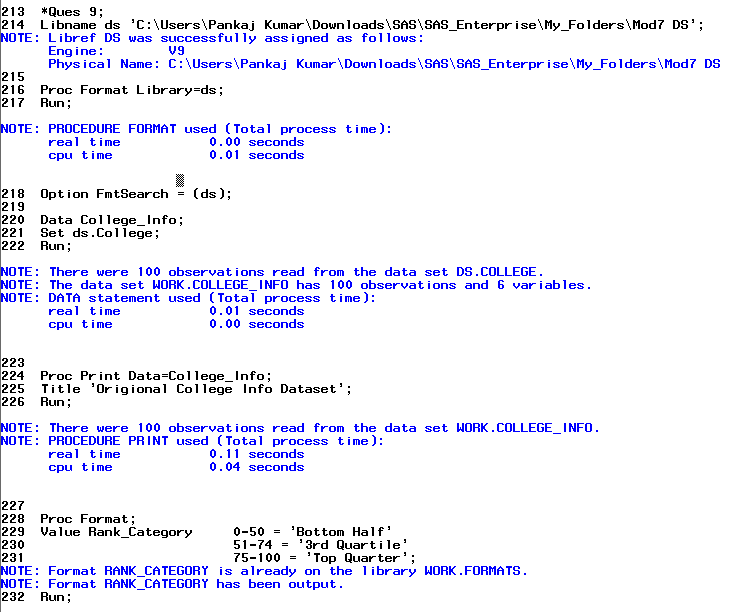 213  *Ques 9;
214  Libname ds 'C:\Users\Pankaj Kumar\Downloads\SAS\SAS_Enterprise\My_Folders\Mod7 DS';
NOTE: Libref DS was successfully assigned as follows:
      Engine:        V9
      Physical Name: C:\Users\Pankaj Kumar\Downloads\SAS\SAS_Enterprise\My_Folders\Mod7 DS
215
216  Proc Format Library=ds;
217  Run;
NOTE: PROCEDURE FORMAT used (Total process time):
      real time           0.00 seconds
      cpu time            0.01 seconds
218  Option FmtSearch = (ds);
219
220  Data College_Info;
221  Set ds.College;
222  Run;
NOTE: There were 100 observations read from the data set DS.COLLEGE.
NOTE: The data set WORK.COLLEGE_INFO has 100 observations and 6 variables.
NOTE: DATA statement used (Total process time):
      real time           0.01 seconds
      cpu time            0.00 seconds
223
224  Proc Print Data=College_Info;
225  Title 'Origional College Info Dataset';
226  Run;
NOTE: There were 100 observations read from the data set WORK.COLLEGE_INFO.
NOTE: PROCEDURE PRINT used (Total process time):
      real time           0.11 seconds
      cpu time            0.04 seconds
227
228  Proc Format;
229  Value Rank_Category     0-50 = 'Bottom Half'
230                          51-74 = '3rd Quartile'
231                          75-100 = 'Top Quarter';
NOTE: Format RANK_CATEGORY is already on the library WORK.FORMATS.
NOTE: Format RANK_CATEGORY has been output.
232  Run;